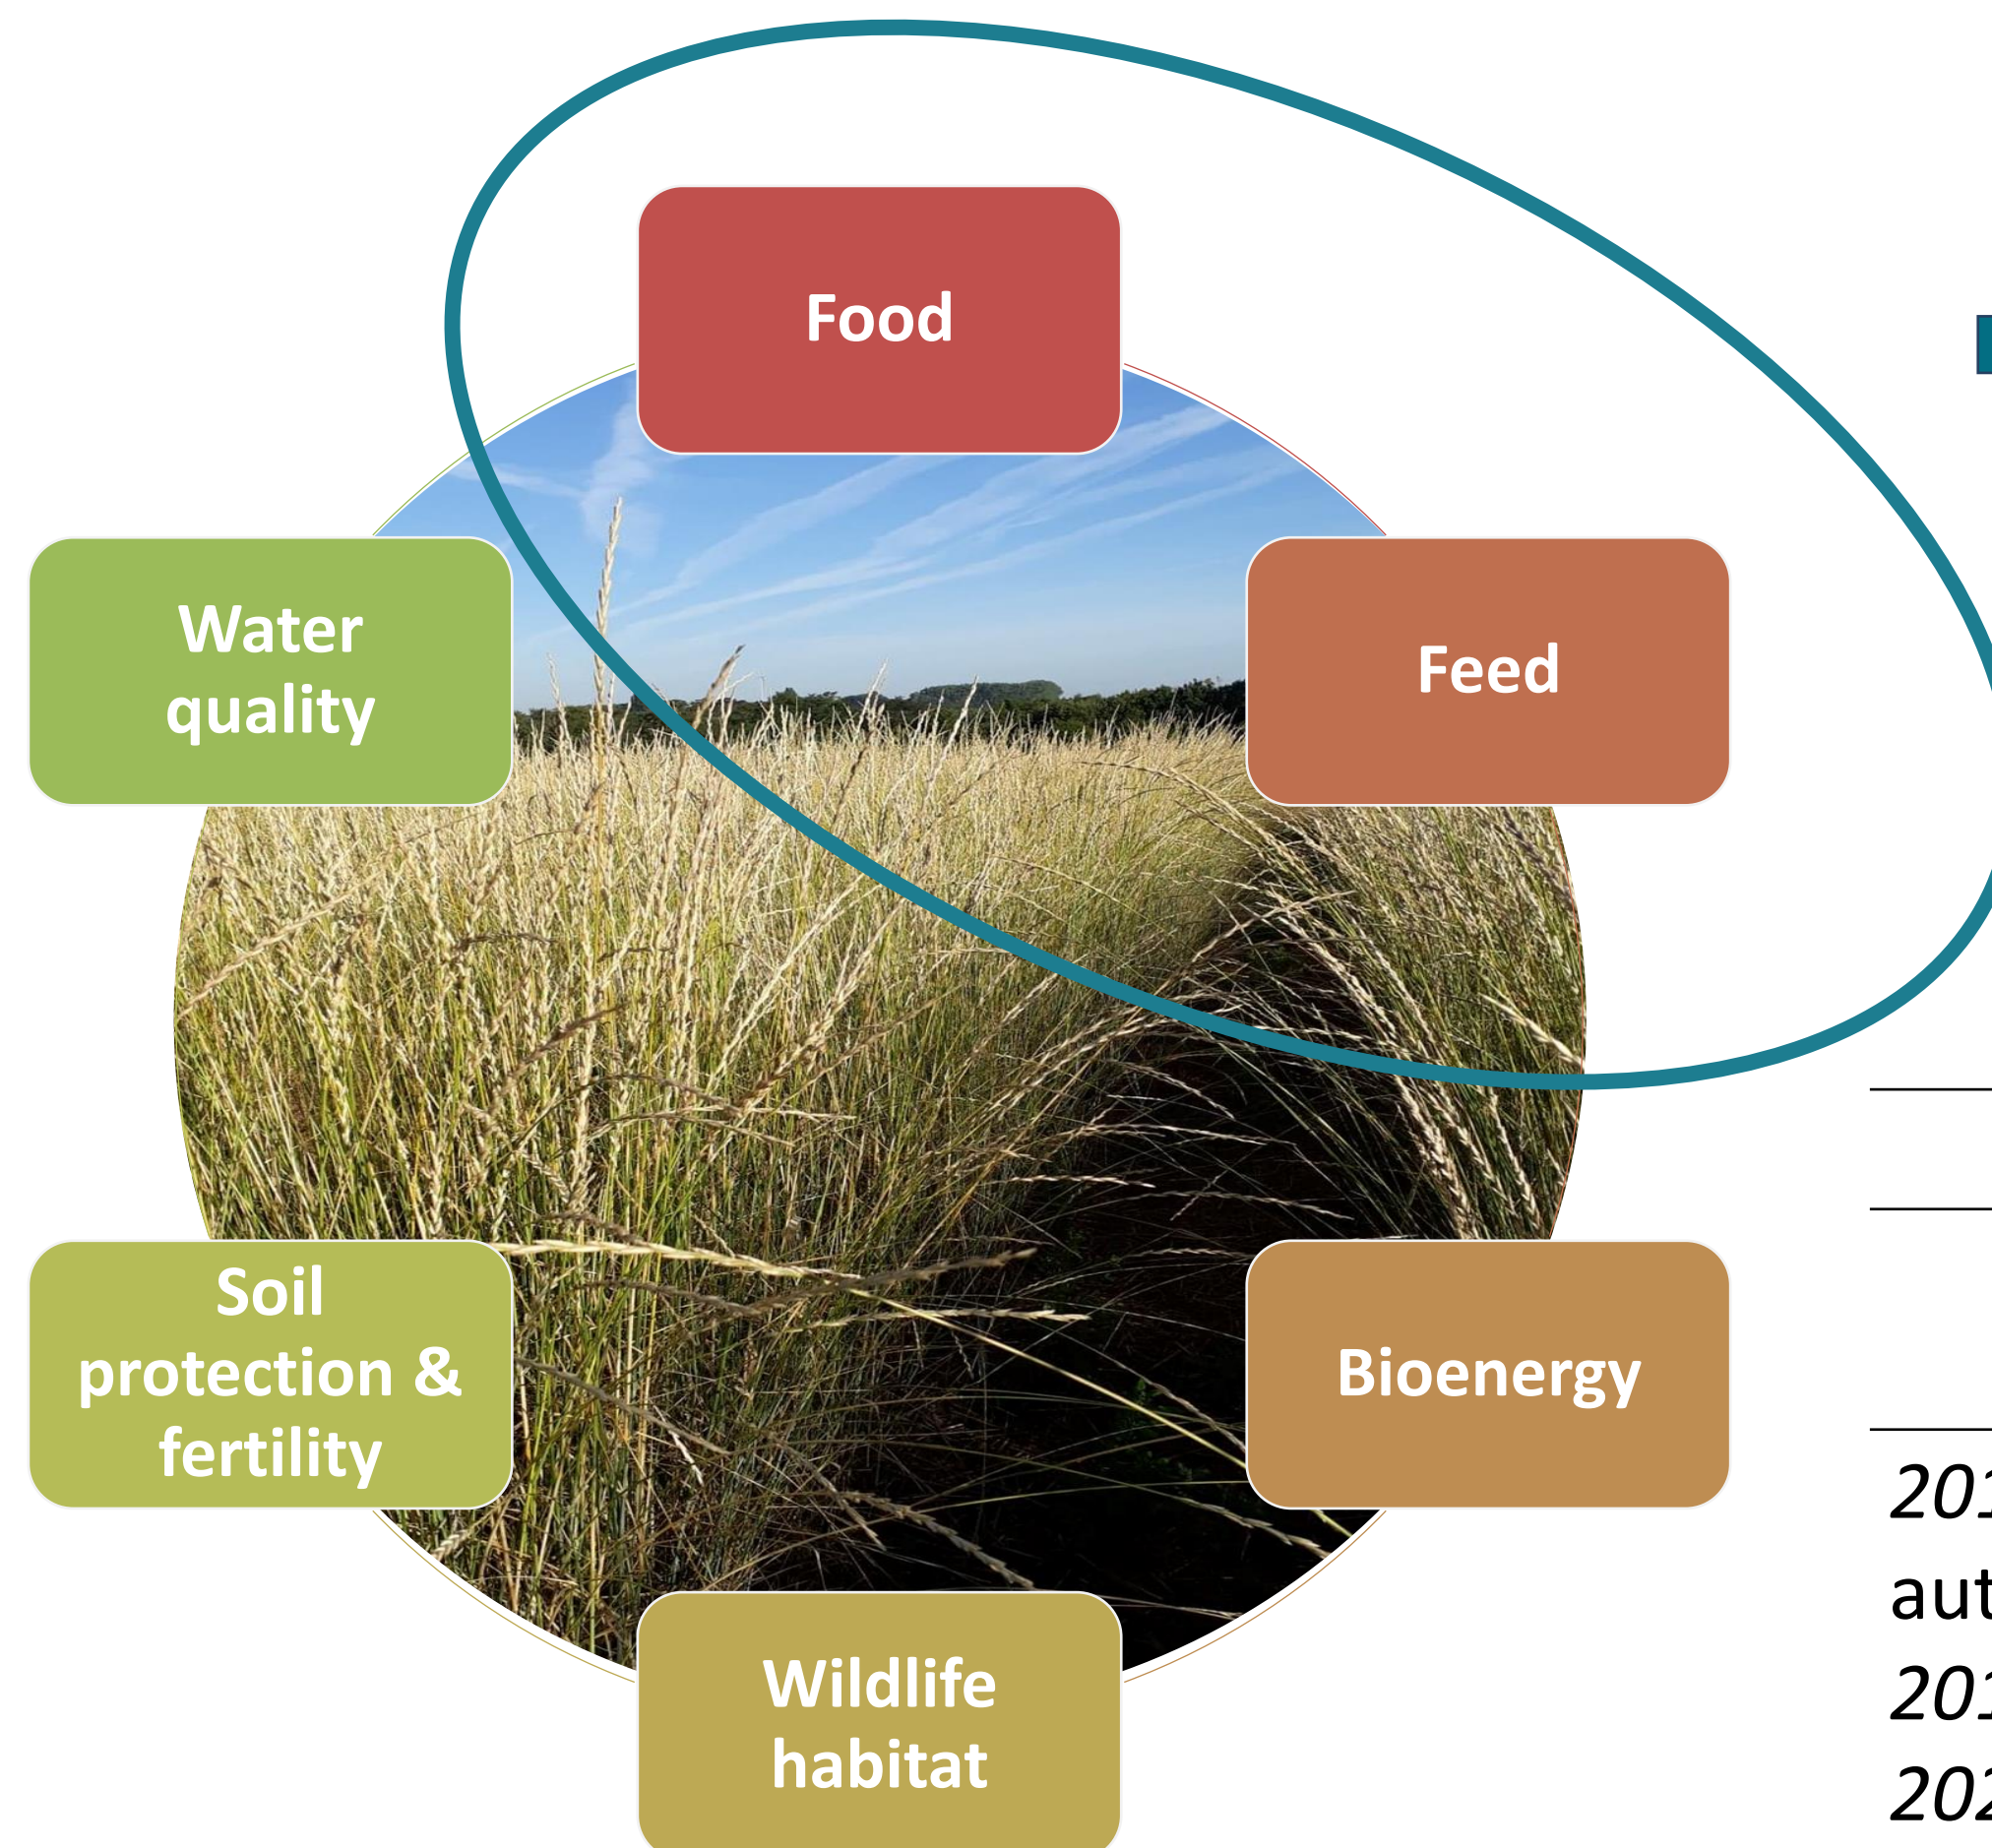 Food
Water
quality
Feed
Soil
protection &
fertility
Bioenergy
Wildlife
habitat